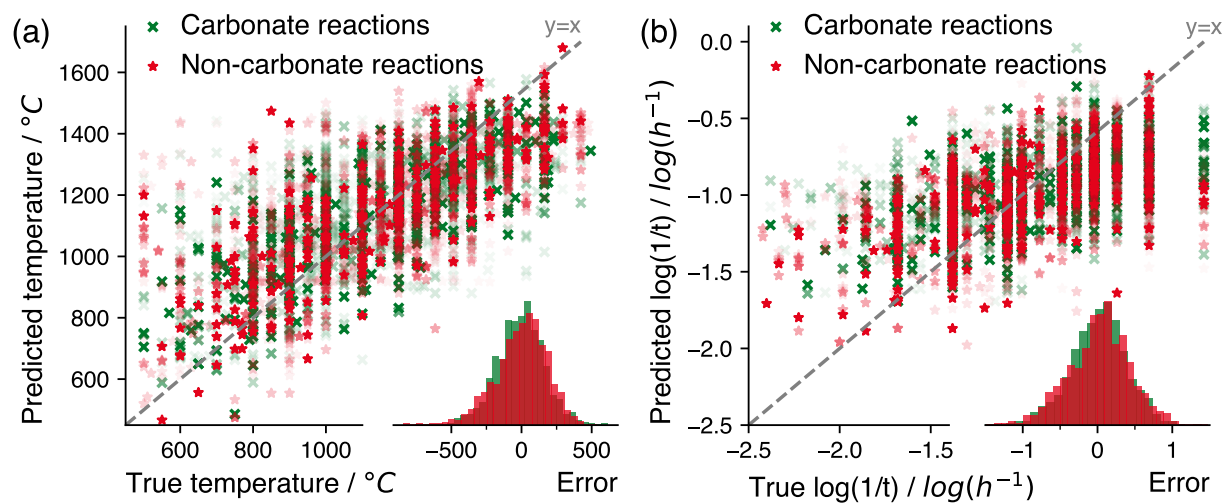 (a)
Carbonate reactions
Non-carbonate reactions
y=x
Predicted temperature / °C
1600
1400
1200
1000
800
600
600 800 1000
−500 0 500
True temperature / °C
Error
(b)
Carbonate reactions
Non-carbonate reactions
y=x
Predicted log(1/t) / log(h⁻¹)
0.0
−0.5
−1.0
−1.5
−2.0
−2.5
−2.5 −2.0 −1.5
−1 0 1
True log(1/t) / log(h⁻¹)
Error